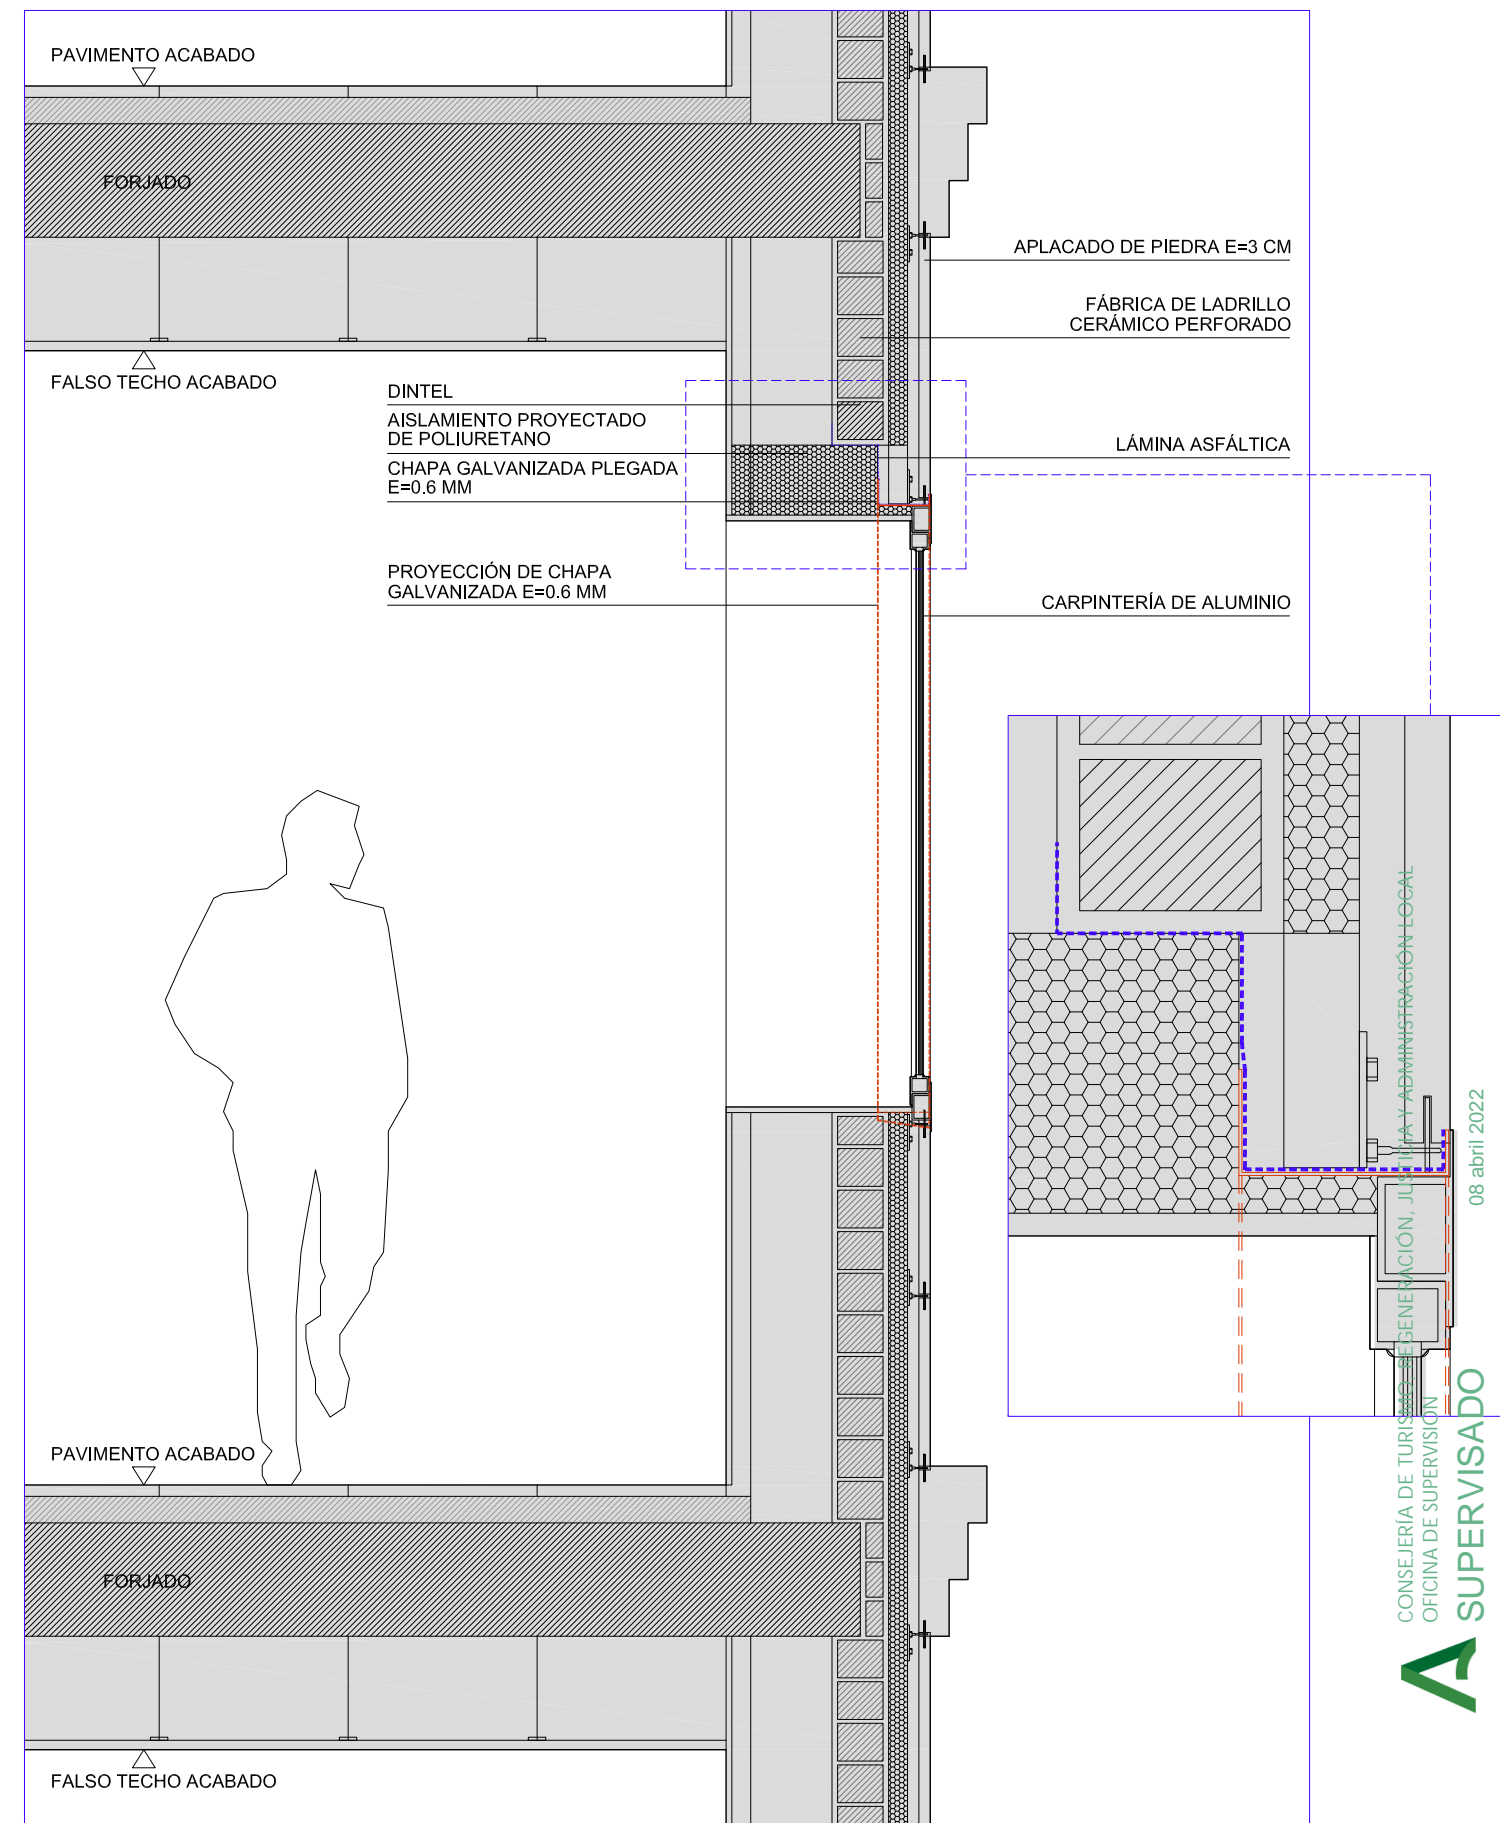 PAVIMENTO ACABADO
FORJADO
FALSO TECHO ACABADO
APLACADO DE PIEDRA E=3 CM
FÁBRICA DE LADRILLO
CERÁMICO PERFORADO
DINTEL
AISLAMIENTO PROYECTADO
DE POLIURETANO
CHAPA GALVANIZADA PLEGADA
E=0.6 MM
LÁMINA ASFÁLTICA
PROYECCIÓN DE CHAPA
GALVANIZADA E=0.6 MM
CARPINTERÍA DE ALUMINIO
PAVIMENTO ACABADO
FORJADO
FALSO TECHO ACABADO
CONSEJERÍA DE TURISMO, REGENERACIÓN, JUSTICIA Y ADMINISTRACIÓN LOCAL
OFICINA DE SUPERVISIÓN
SUPERVISADO
08 abril 2022